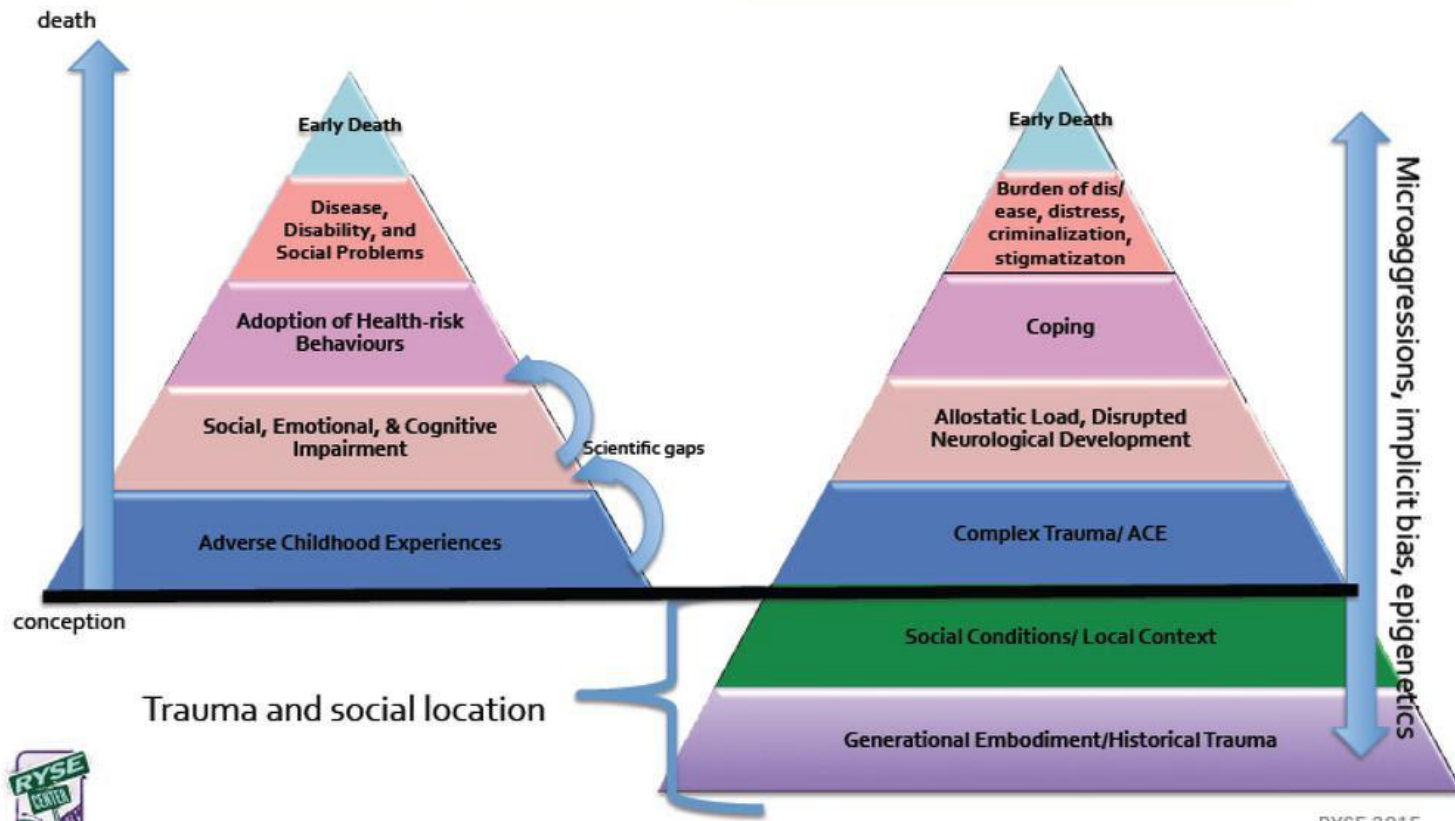 death
Early Death
Disease,
Disability, and
Social Problems
Adoption of Health-risk
Behaviours
Social, Emotional, & Cognitive
Impairment
Scientific gaps
Adverse Childhood Experiences
conception
Trauma and social location
Early Death
Burden of dis/
ease, distress,
criminalization,
stigmatizaton
Coping
Allostatic Load, Disrupted
Neurological Development
Complex Trauma/ ACE
Social Conditions/ Local Context
Generational Embodiment/Historical Trauma
Microaggressions, implicit bias, epigenetics
RYSE
CENTER
RYSE 2015